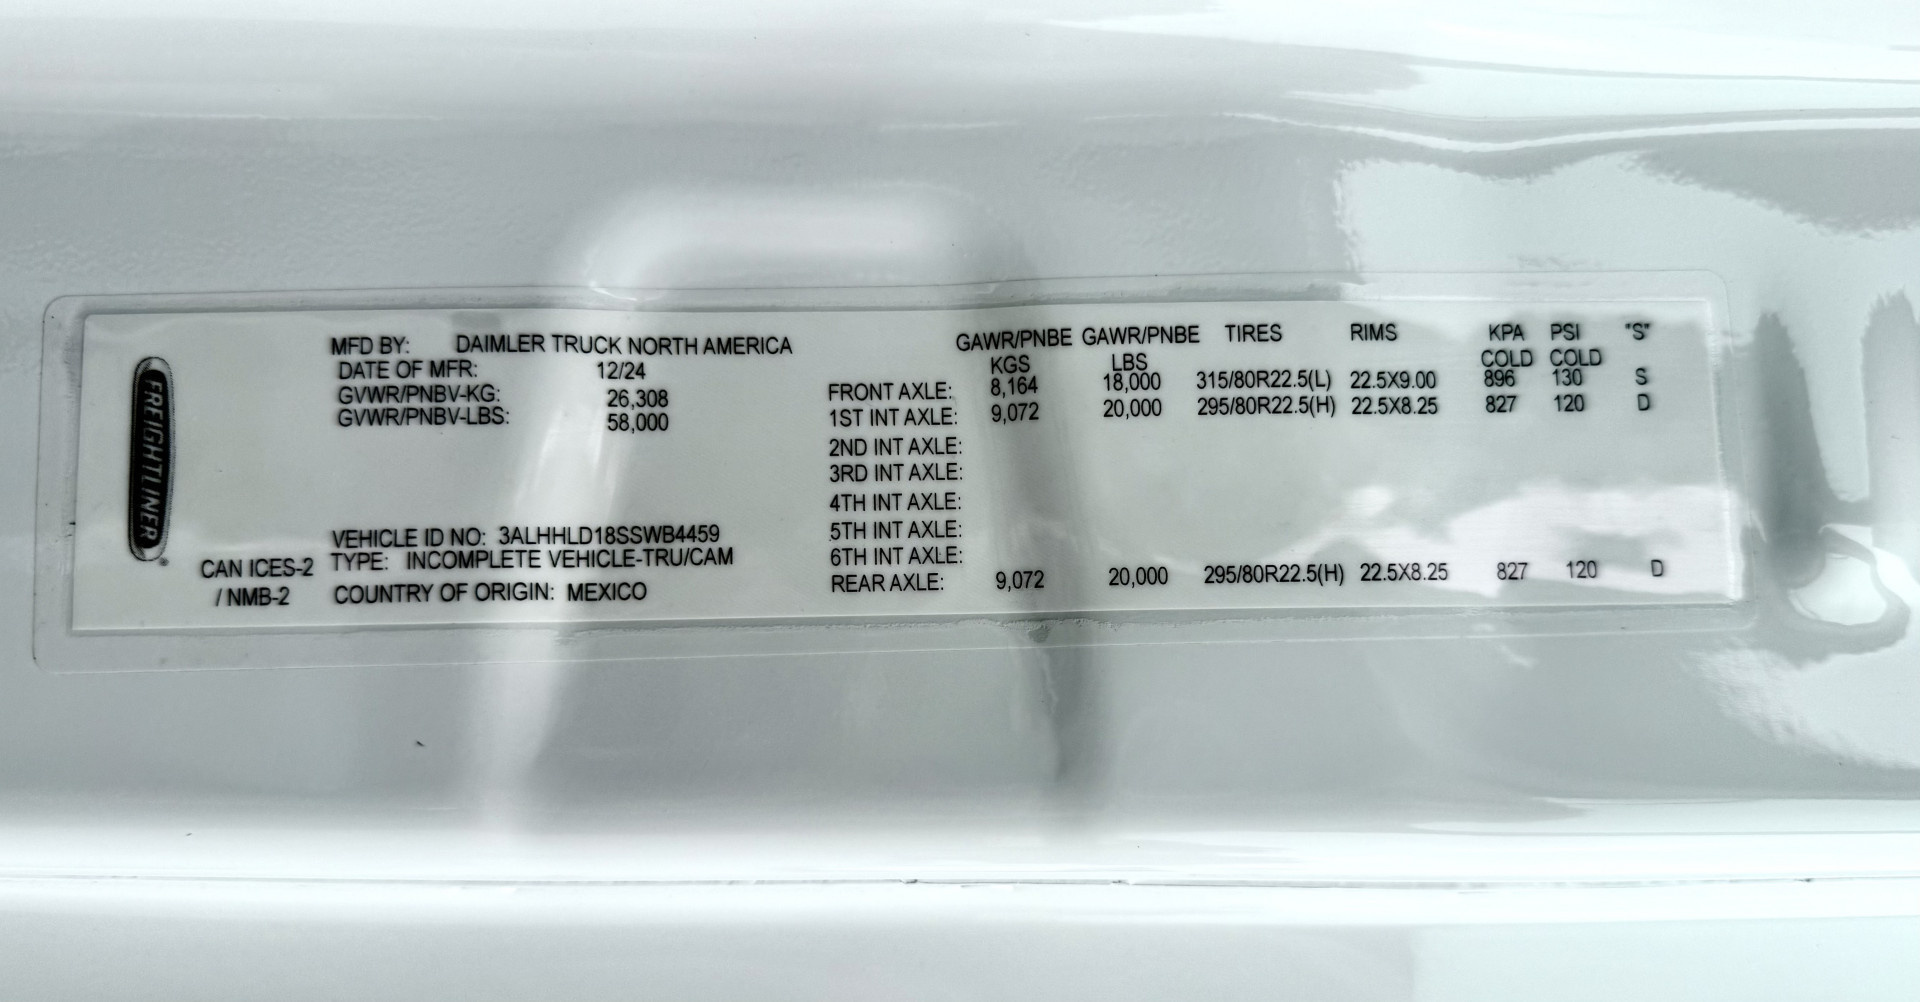 FREIGHTLINER®
CAN ICES-2
/ NMB-2
MFD BY: DAIMLER TRUCK NORTH AMERICA
DATE OF MFR: 12/24
GVWR/PNBV-KG: 26,308
GVWR/PNBV-LBS: 58,000
VEHICLE ID NO: 3ALHHLD18SSWB4459
TYPE: INCOMPLETE VEHICLE-TRU/CAM
COUNTRY OF ORIGIN: MEXICO
GAWR/PNBE GAWR/PNBE TIRES RIMS KPA PSI "S"
KGS LBS COLD COLD
FRONT AXLE: 8,164 18,000 315/80R22.5(L) 22.5X9.00 896 130 S
1ST INT AXLE: 9,072 20,000 295/80R22.5(H) 22.5X8.25 827 120 D
2ND INT AXLE:
3RD INT AXLE:
4TH INT AXLE:
5TH INT AXLE:
6TH INT AXLE:
REAR AXLE: 9,072 20,000 295/80R22.5(H) 22.5X8.25 827 120 D